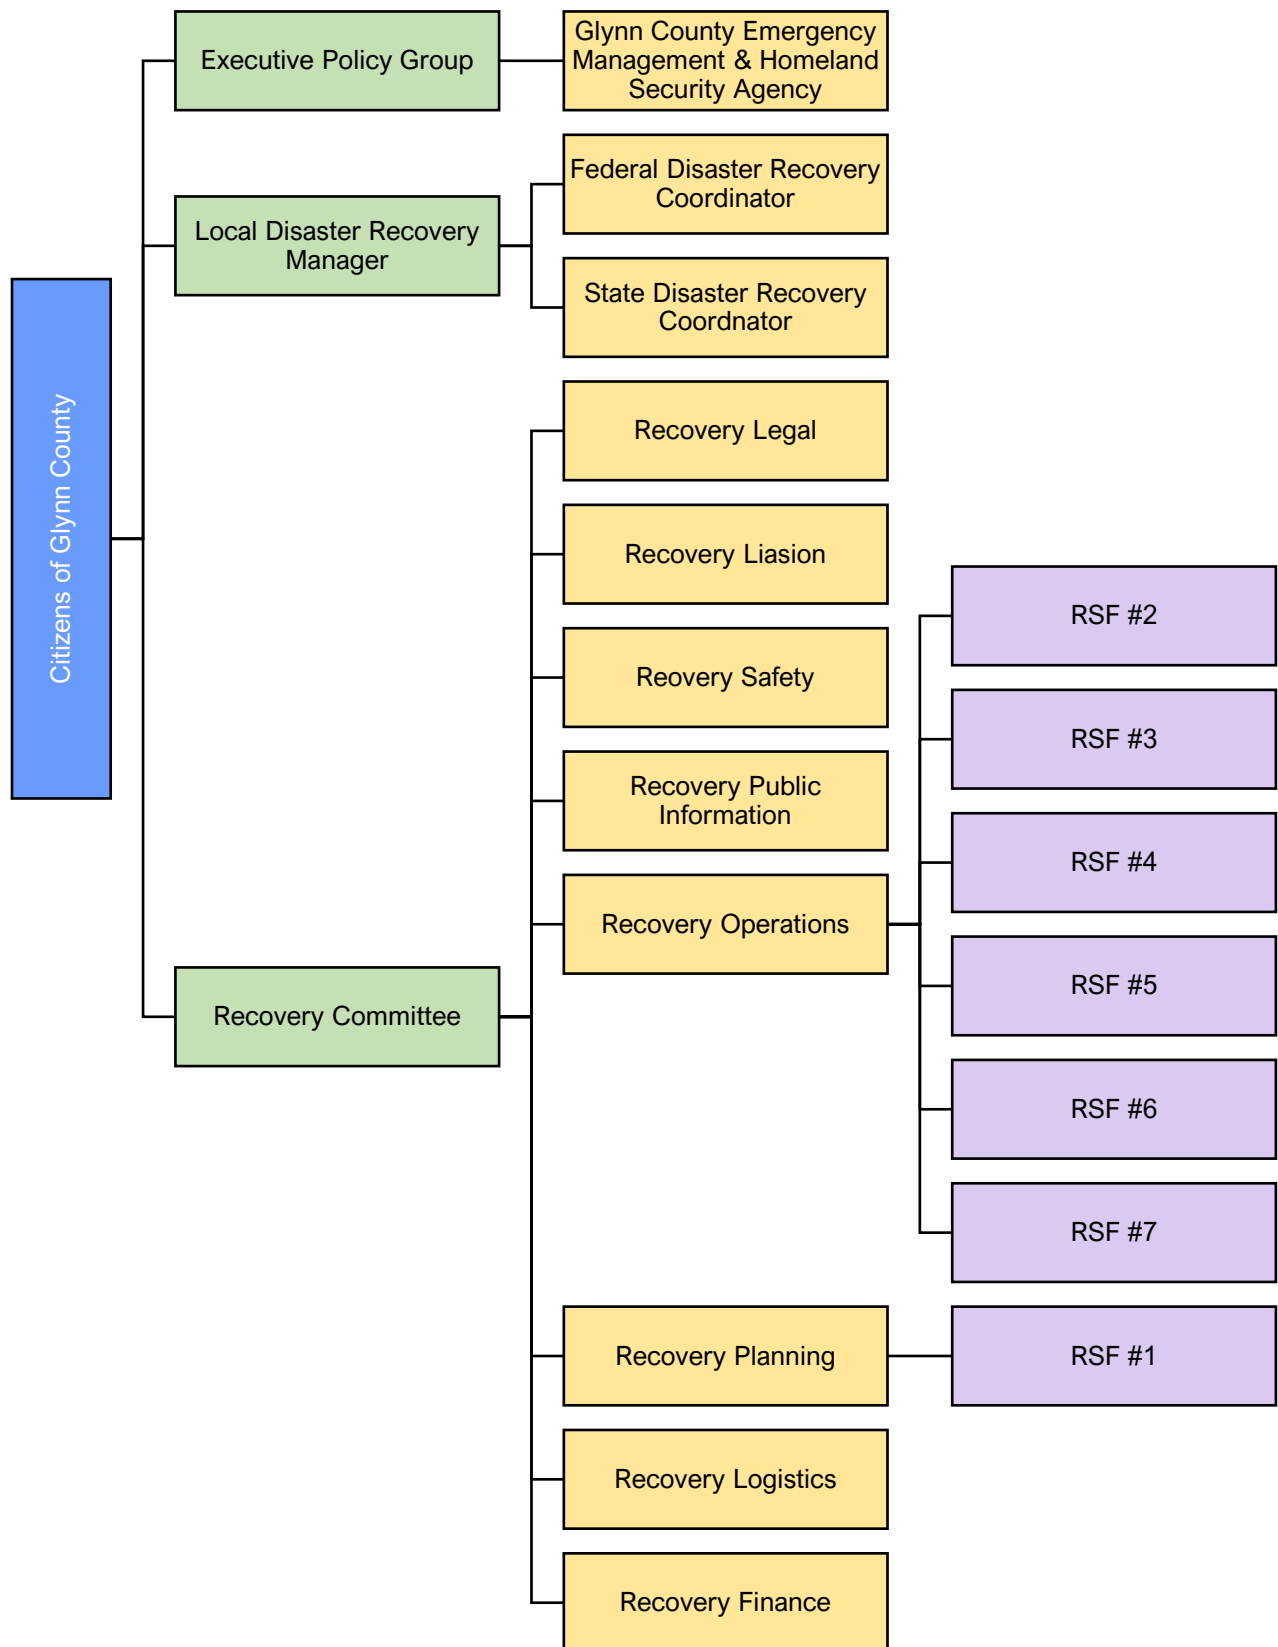 Citizens of Glynn County
Executive Policy Group
Glynn County Emergency
Management & Homeland
Security Agency
Local Disaster Recovery
Manager
Federal Disaster Recovery
Coordinator
State Disaster Recovery
Coordnator
Recovery Committee
Recovery Legal
Recovery Liasion
Reovery Safety
Recovery Public
Information
Recovery Operations
RSF #2
RSF #3
RSF #4
RSF #5
RSF #6
RSF #7
Recovery Planning
RSF #1
Recovery Logistics
Recovery Finance